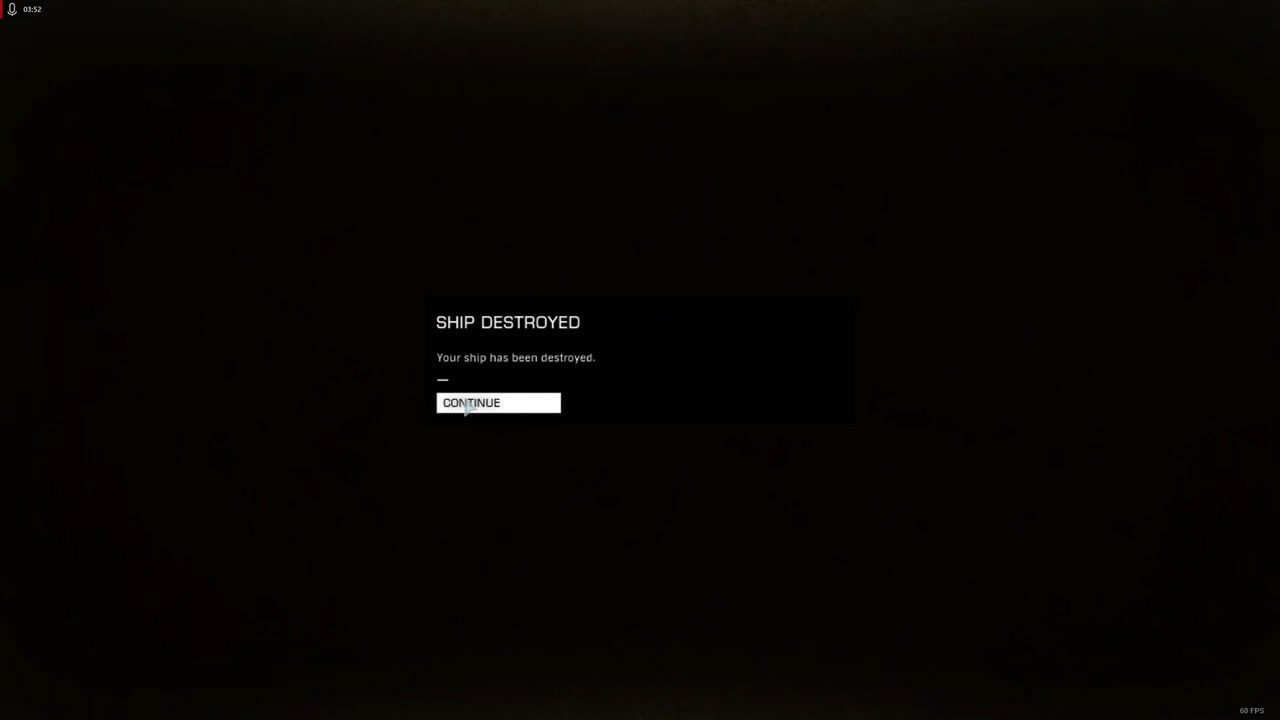 03:52
SHIP DESTROYED
Your ship has been destroyed.
CONTINUE
60 FPS